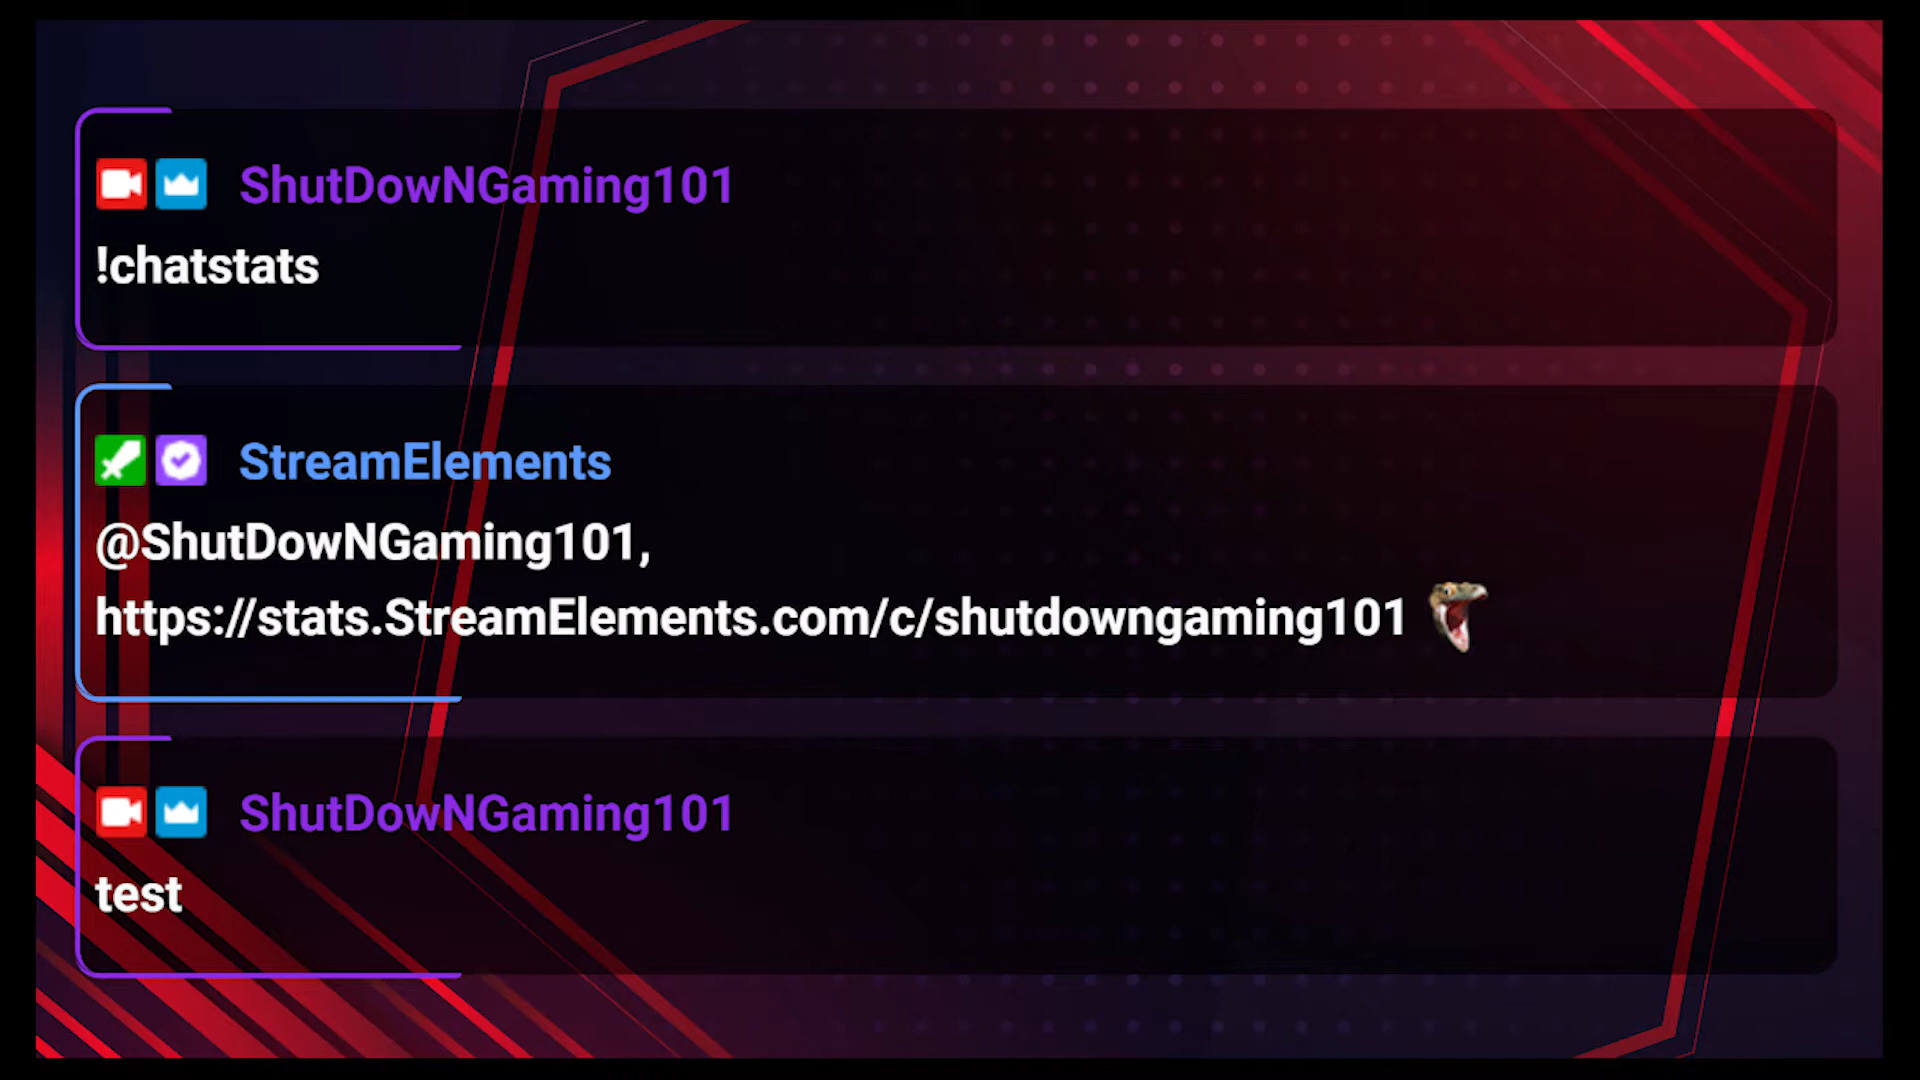 ShutDowNGaming101
!chatstats
StreamElements
@ShutDowNGaming101,
https://stats.StreamElements.com/c/shutdowngaming101
ShutDowNGaming101
test